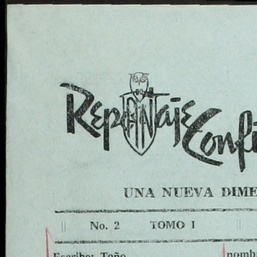 Reportaje Confi
UNA NUEVA DIME
No. 2 TOMO I
Escribe: Toño
nomb